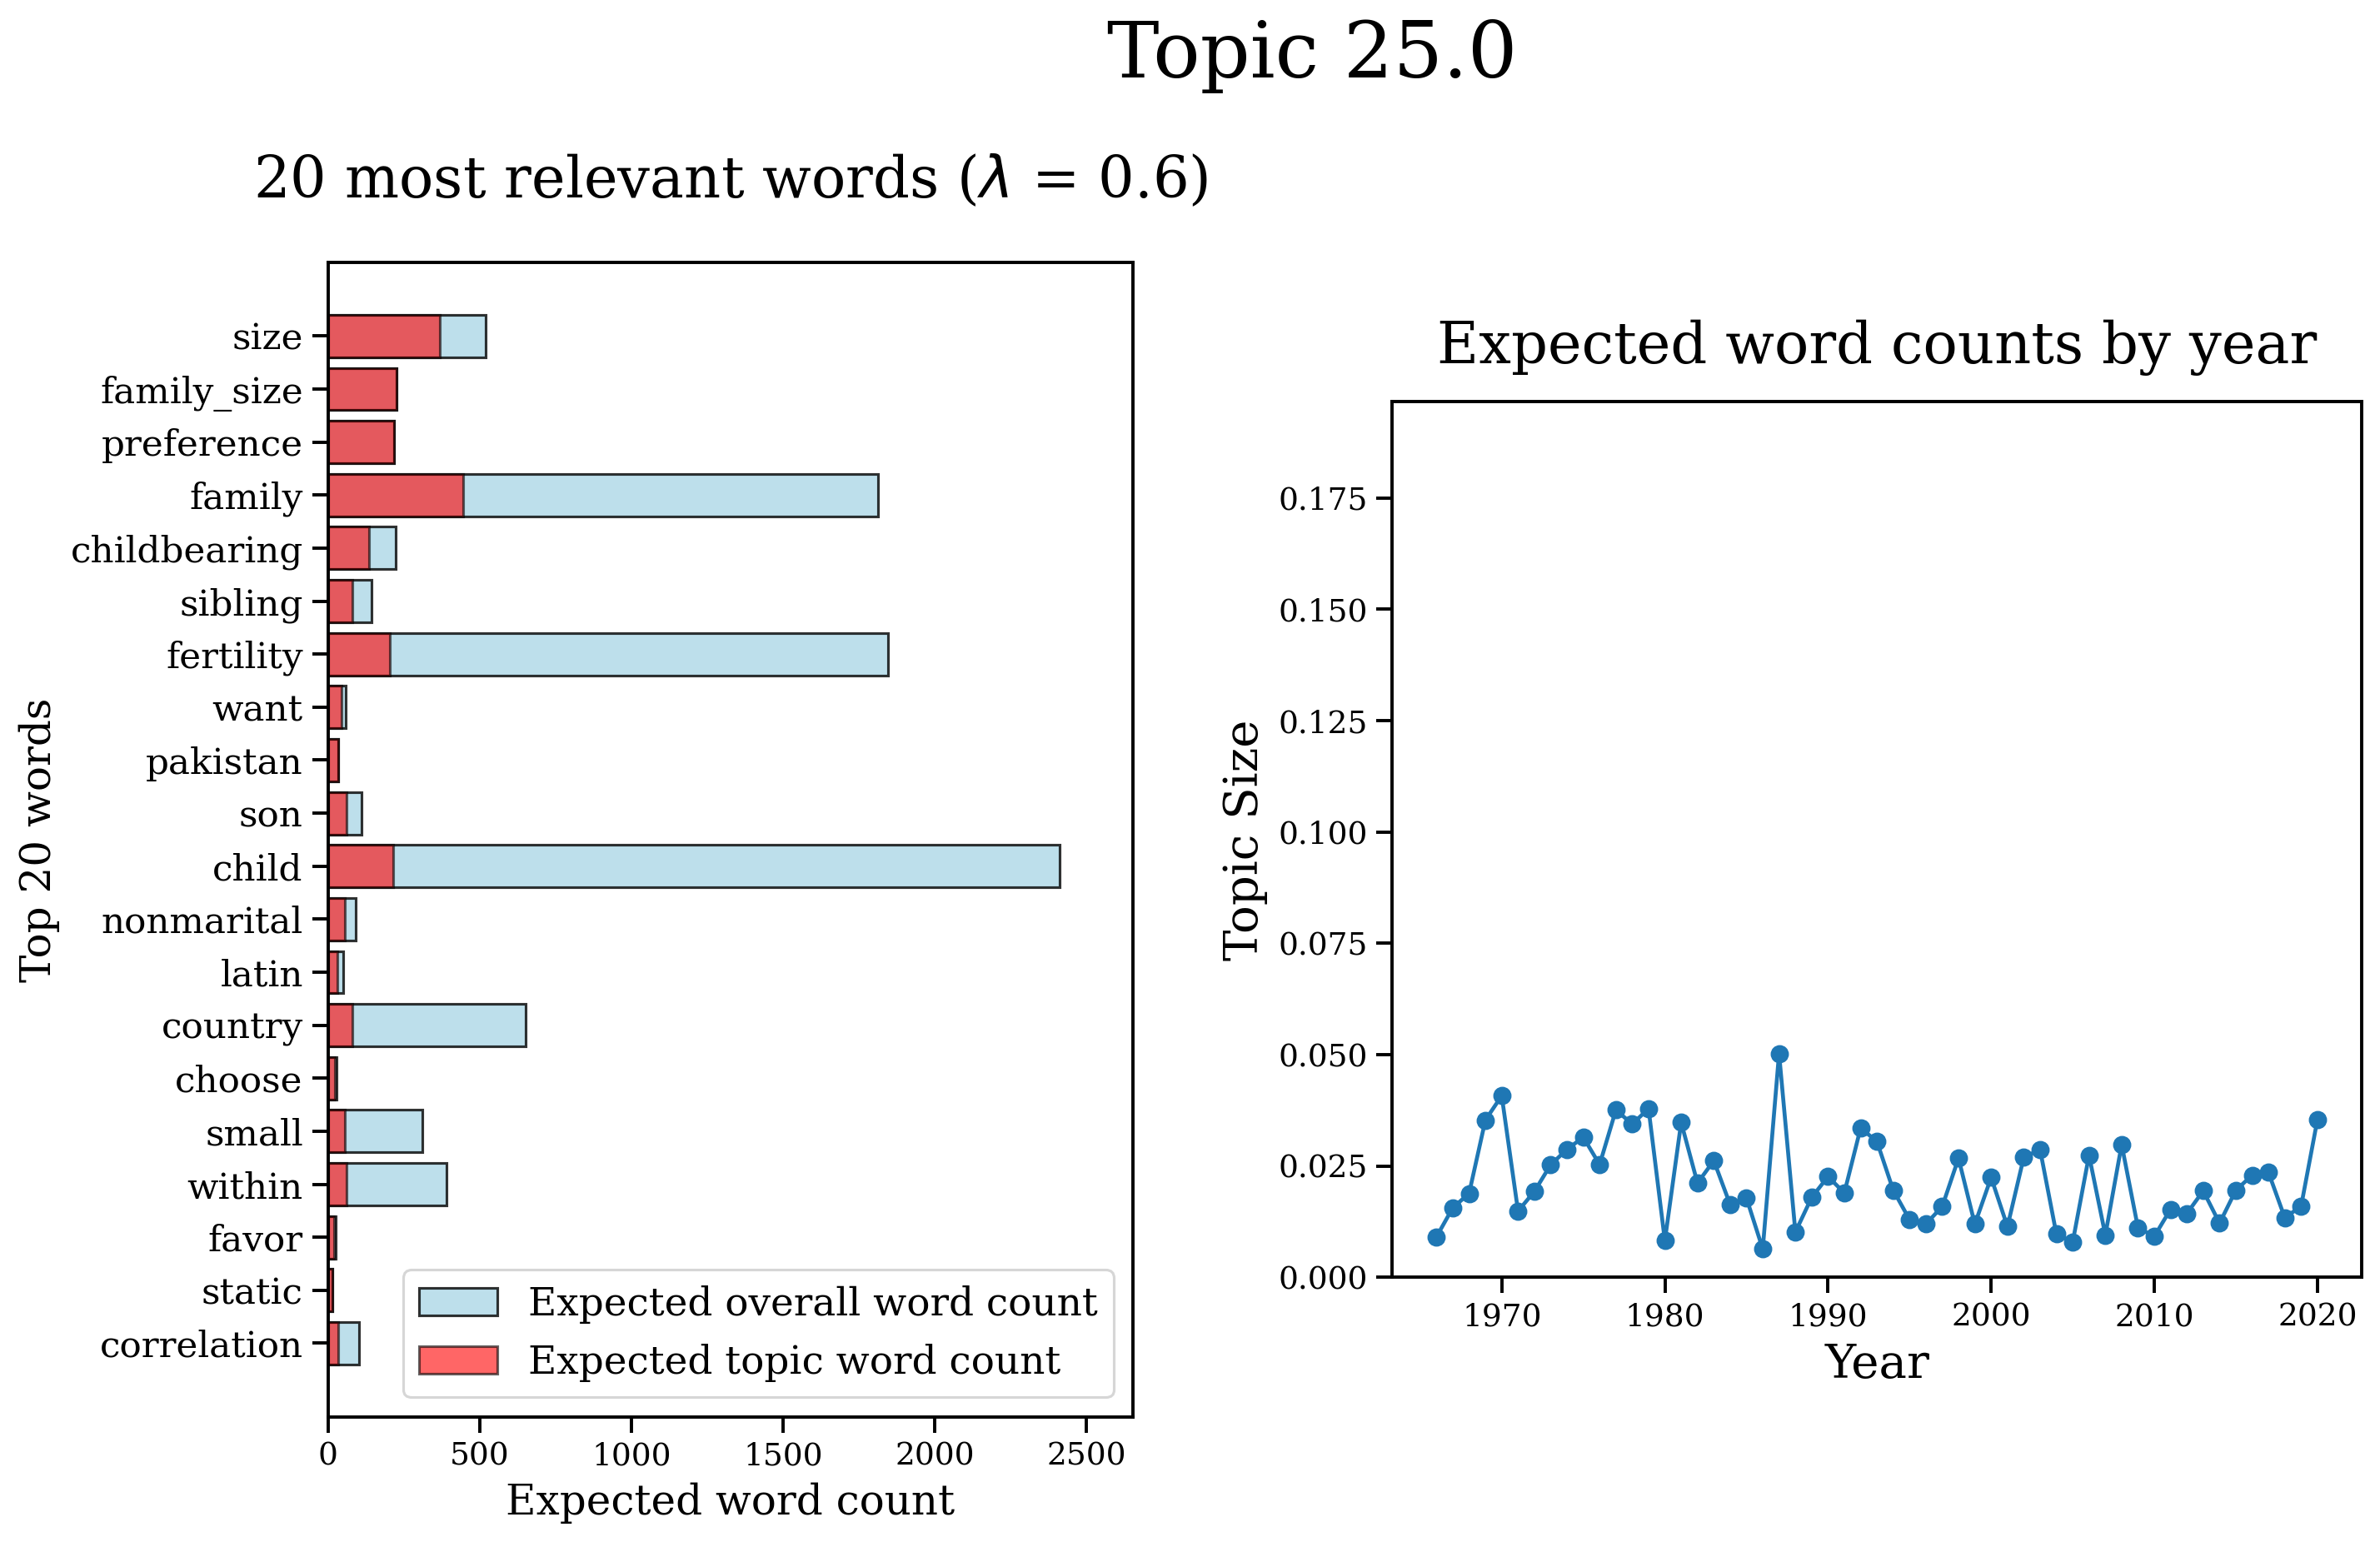 Topic 25.0
20 most relevant words (λ = 0.6)
Top 20 words
size
family_size
preference
family
childbearing
sibling
fertility
want
pakistan
son
child
nonmarital
latin
country
choose
small
within
favor
static
correlation
Expected overall word count
Expected topic word count
0 500 1000 1500 2000 2500
Expected word count
Expected word counts by year
Topic Size
0.175
0.150
0.125
0.100
0.075
0.050
0.025
0.000
1970 1980 1990 2000 2010 2020
Year